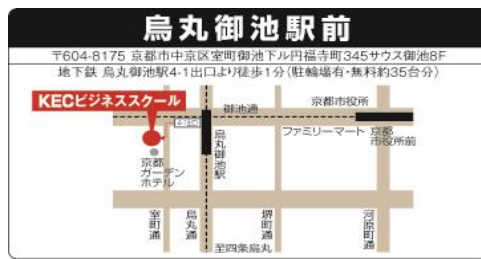 烏丸御池駅前
〒604-8175 京都市中京区室町御池下ル円福寺町345サウス御池8F
地下鉄 烏丸御池駅4-1出口より徒歩1分(駐輪場有・無料約35台分)
KECビジネススクール
御池通
京都市役所
4-1出口
ファミリーマート
京都
市役所前
烏丸御池駅
京都
ガーデン
ホテル
室町通
烏丸通
堺町通
河原町通
至四条烏丸